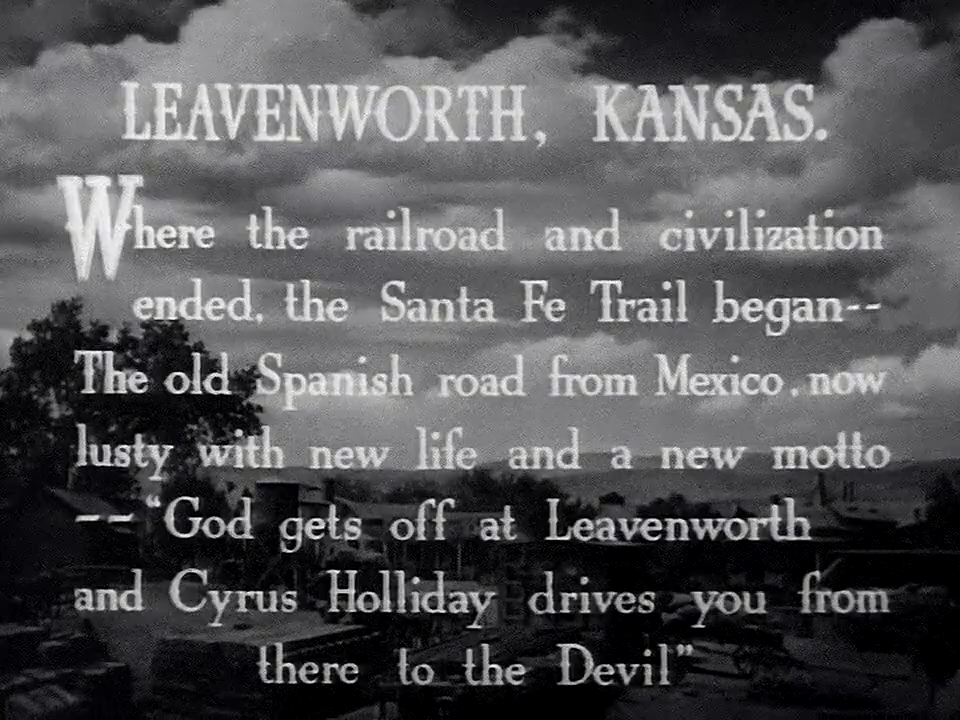 LEAVENWORTH, KANSAS.
Where the railroad and civilization
ended, the Santa Fe Trail began--
The old Spanish road from Mexico, now
lusty with new life and a new motto
-- “God gets off at Leavenworth
and Cyrus Holliday drives you from
there to the Devil”